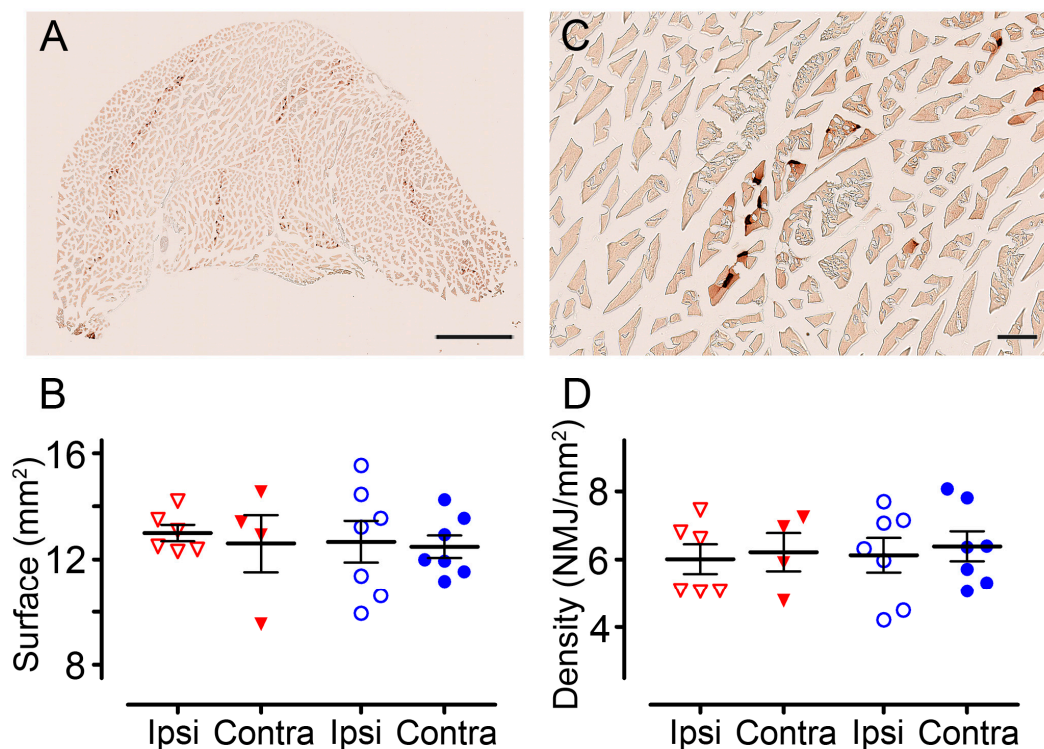 A
C
B
Surface (mm²)
16
12
8
Ipsi Contra Ipsi Contra
D
Density (NMJ/mm²)
8
6
4
Ipsi Contra Ipsi Contra